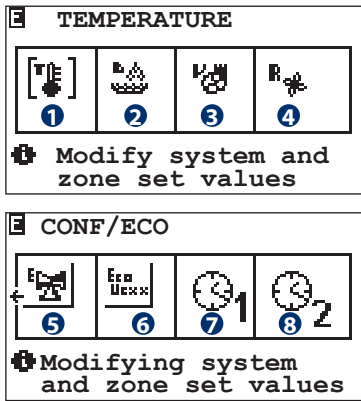 E TEMPERATURE
T
R
1 2 3 4
Modify system and
zone set values
E CONF/ECO
E Eco
Ucxx 1 2
5 6 7 8
Modifying system
and zone set values